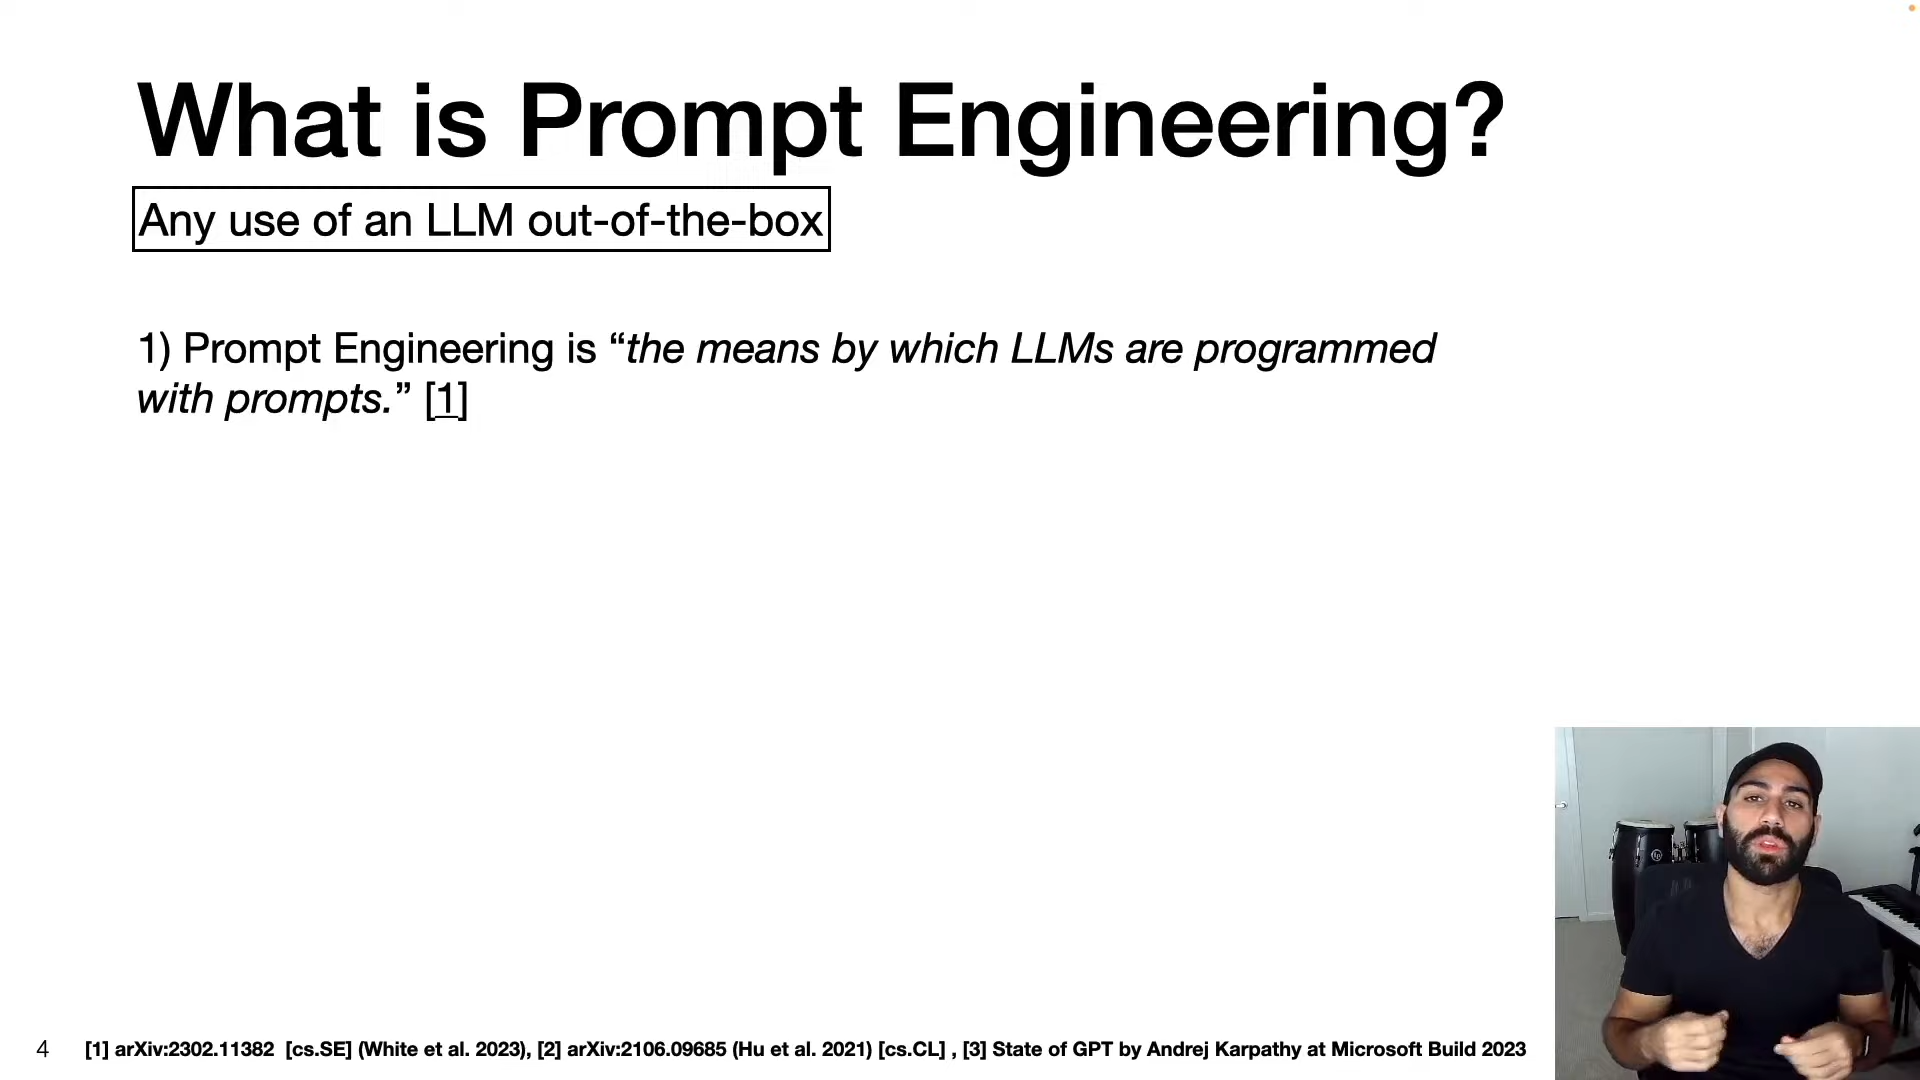 What is Prompt Engineering?
Any use of an LLM out-of-the-box
1) Prompt Engineering is “the means by which LLMs are programmed
with prompts.” [1]
4 [1] arXiv:2302.11382 [cs.SE] (White et al. 2023), [2] arXiv:2106.09685 (Hu et al. 2021) [cs.CL] , [3] State of GPT by Andrej Karpathy at Microsoft Build 2023